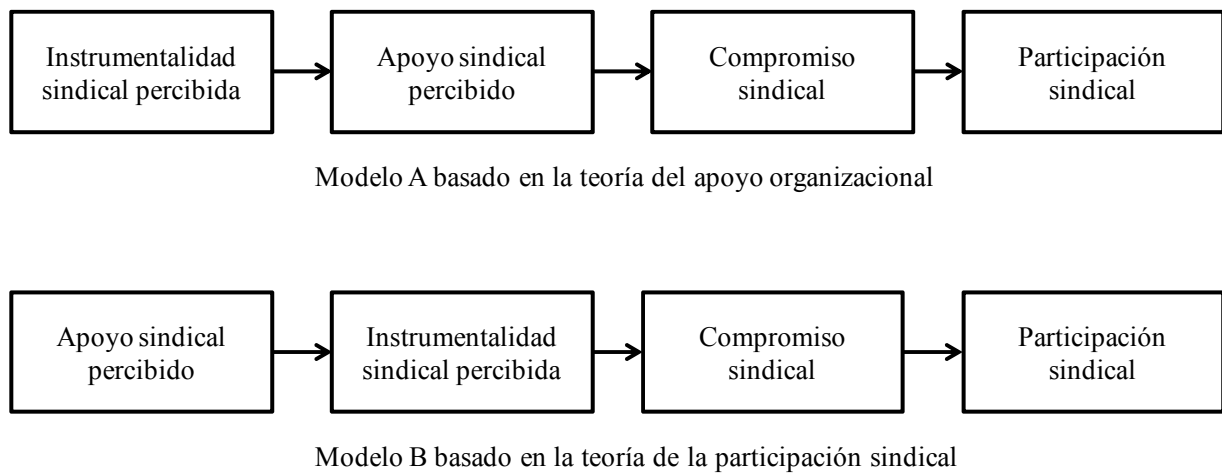 Instrumentalidad
sindical percibida
Apoyo sindical
percibido
Compromiso
sindical
Participación
sindical
Modelo A basado en la teoría del apoyo organizacional
Apoyo sindical
percibido
Instrumentalidad
sindical percibida
Compromiso
sindical
Participación
sindical
Modelo B basado en la teoría de la participación sindical